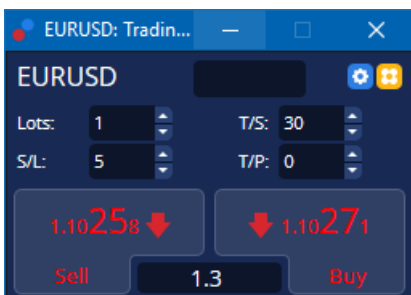 EURUSD: Tradin...
EURUSD
Lots: 1 T/S: 30
S/L: 5 T/P: 0
1.10258 1.10271
Sell 1.3 Buy